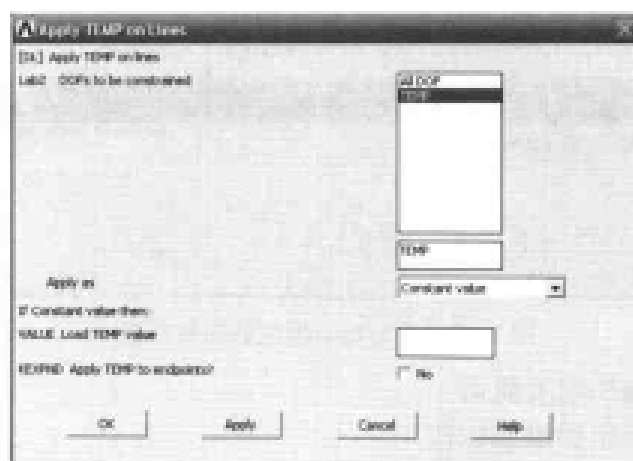 Apply TEMP on Lines
[DL] Apply TEMP on lines
Lab2 DOFs to be constrained
All DOF
TEMP
TEMP
Apply as
Constant value
If Constant value then:
VALUE Load TEMP value
KEYPND Apply TEMP to endpoints?
No
OK
Apply
Cancel
Help